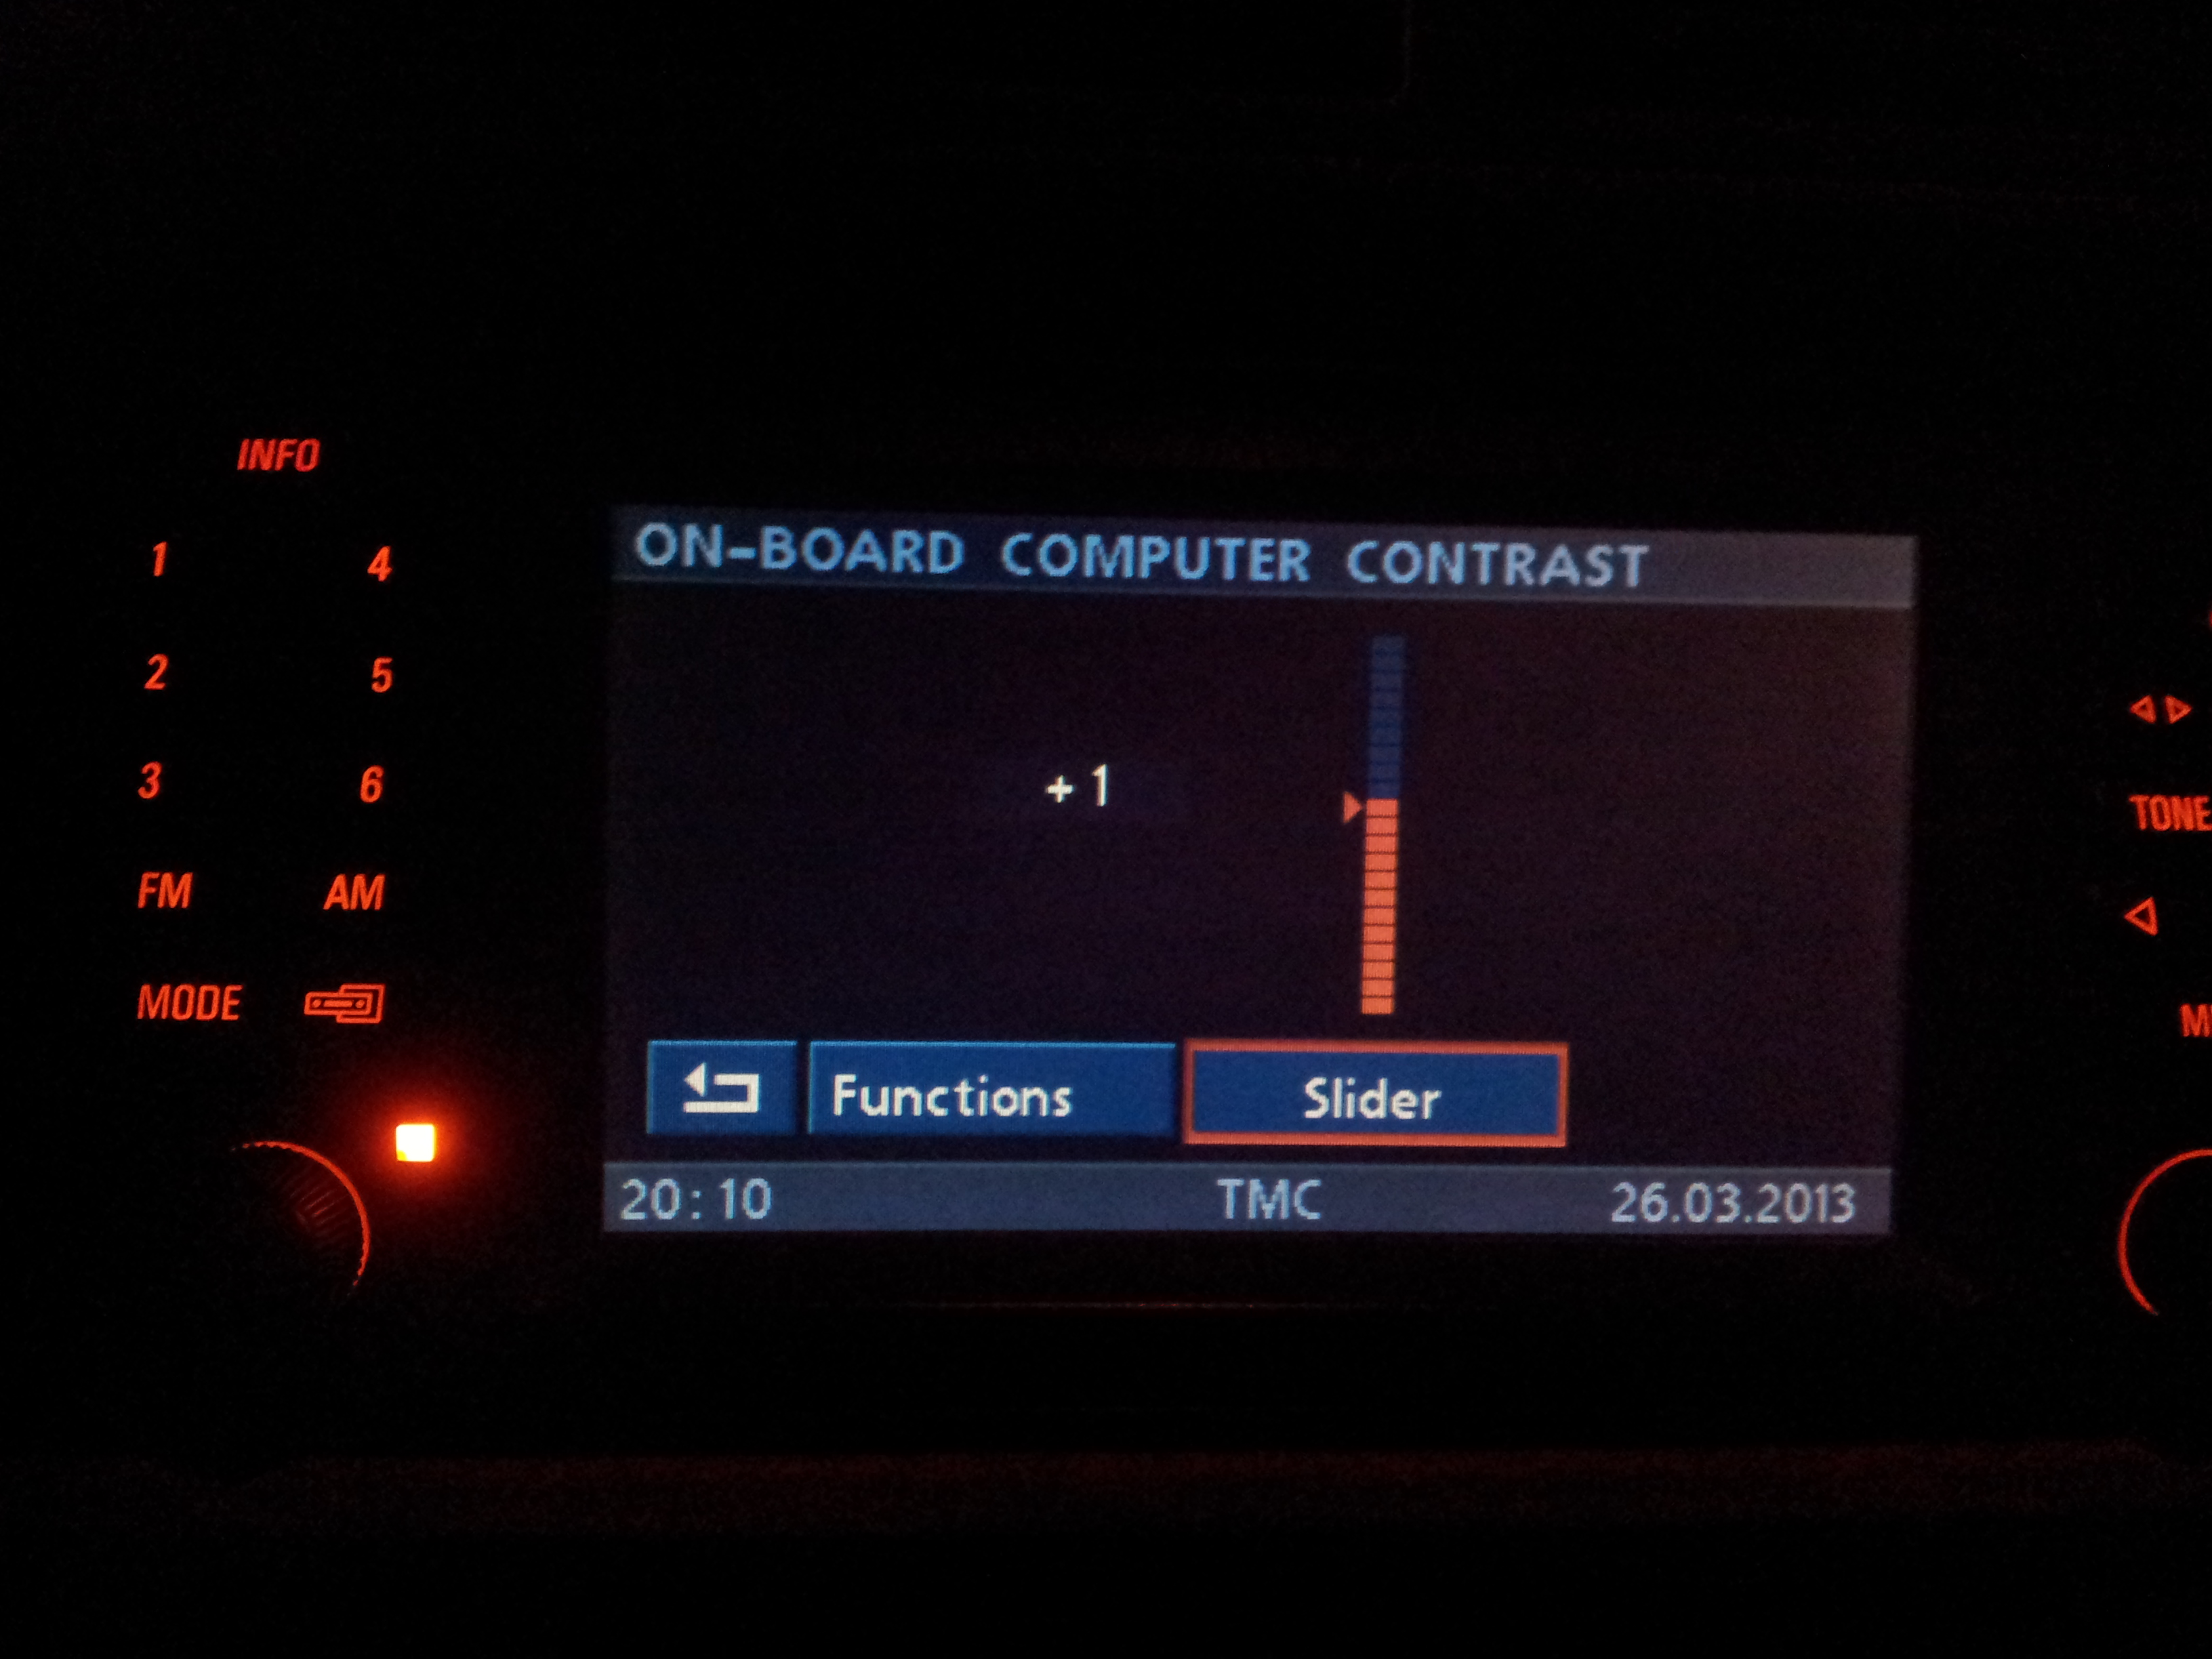 INFO
1 4
2 5
3 6
FM AM
MODE
ON-BOARD COMPUTER CONTRAST
+ 1
Functions Slider
20:10 TMC 26.03.2013
TONE